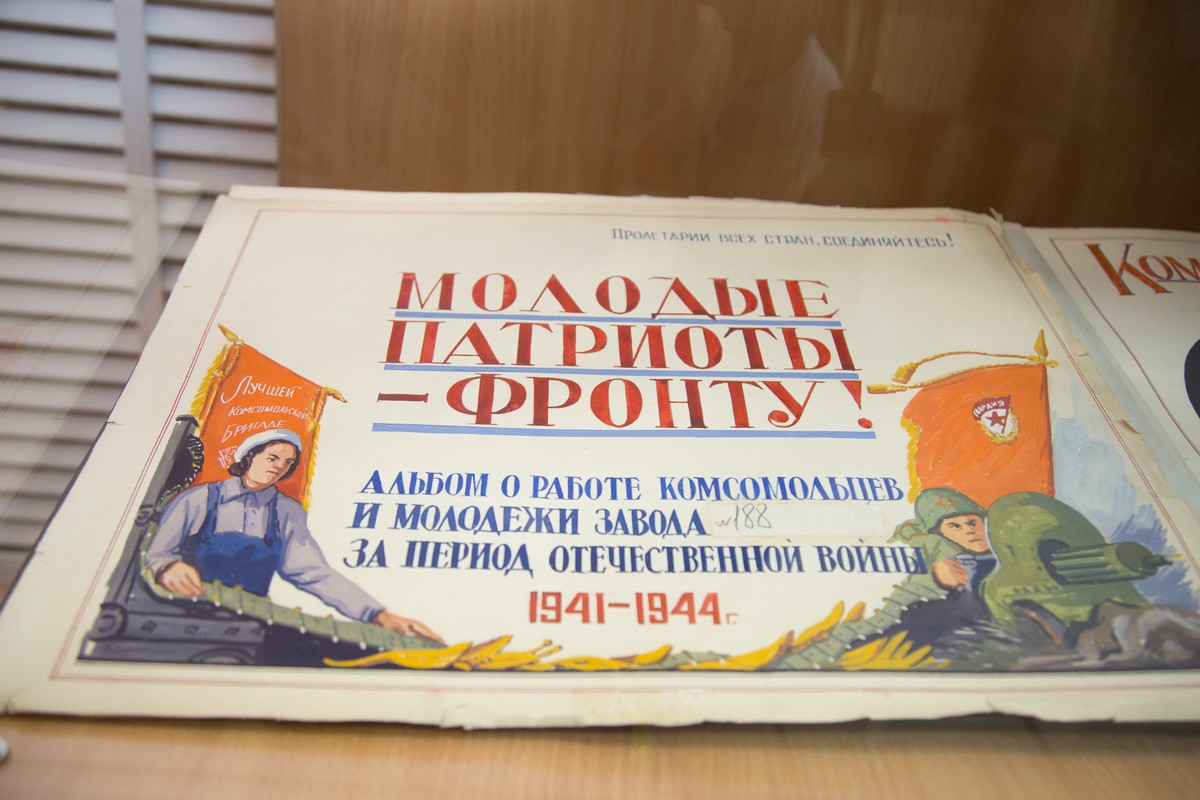 Пролетарии всех стран, соединяйтесь!
МОЛОДЫЕ
ПАТРИОТЫ
–ФРОНТУ!
Лучшей
Комсомольской
Бригаде
ГВАРДИЯ
АЛЬБОМ О РАБОТЕ КОМСОМОЛЬЦЕВ
И МОЛОДЕЖИ ЗАВОДА №188
ЗА ПЕРИОД ОТЕЧЕСТВЕННОЙ ВОЙНЫ
1941–1944г.
Ком